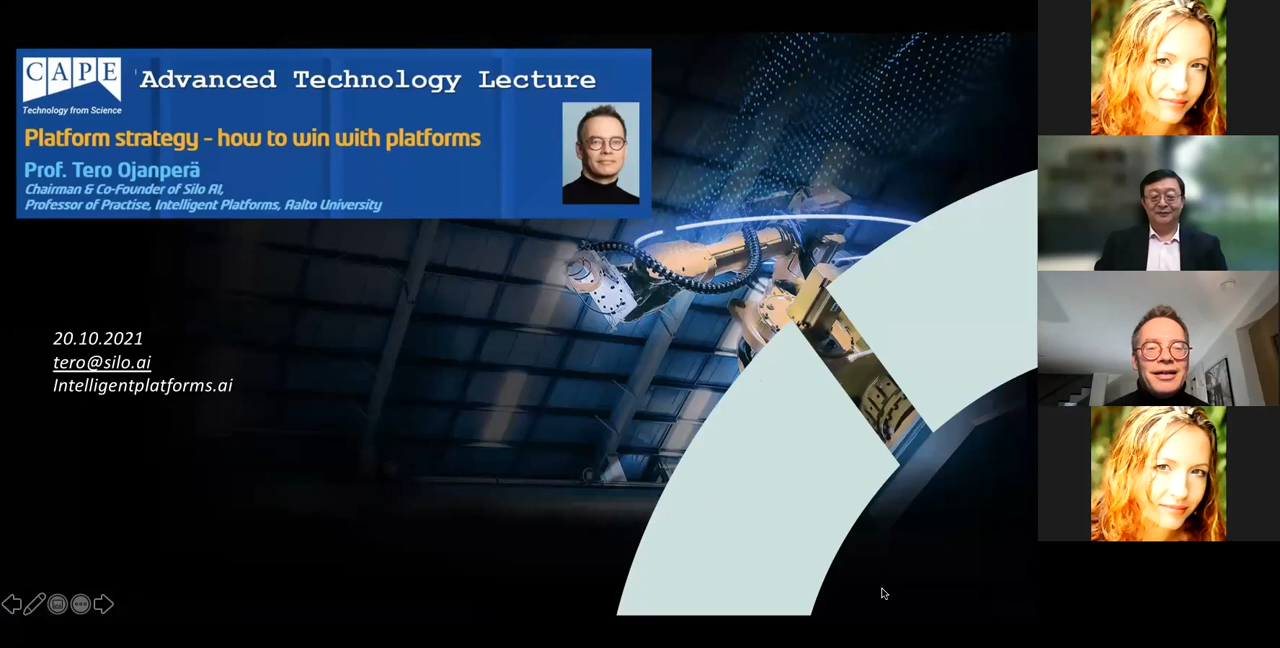 CAPE
Technology from Science
Advanced Technology Lecture
Platform strategy – how to win with platforms
Prof. Tero Ojanperä
Chairman & Co-Founder of Silo AI,
Professor of Practise, Intelligent Platforms, Aalto University
20.10.2021
tero@silo.ai
Intelligentplatforms.ai